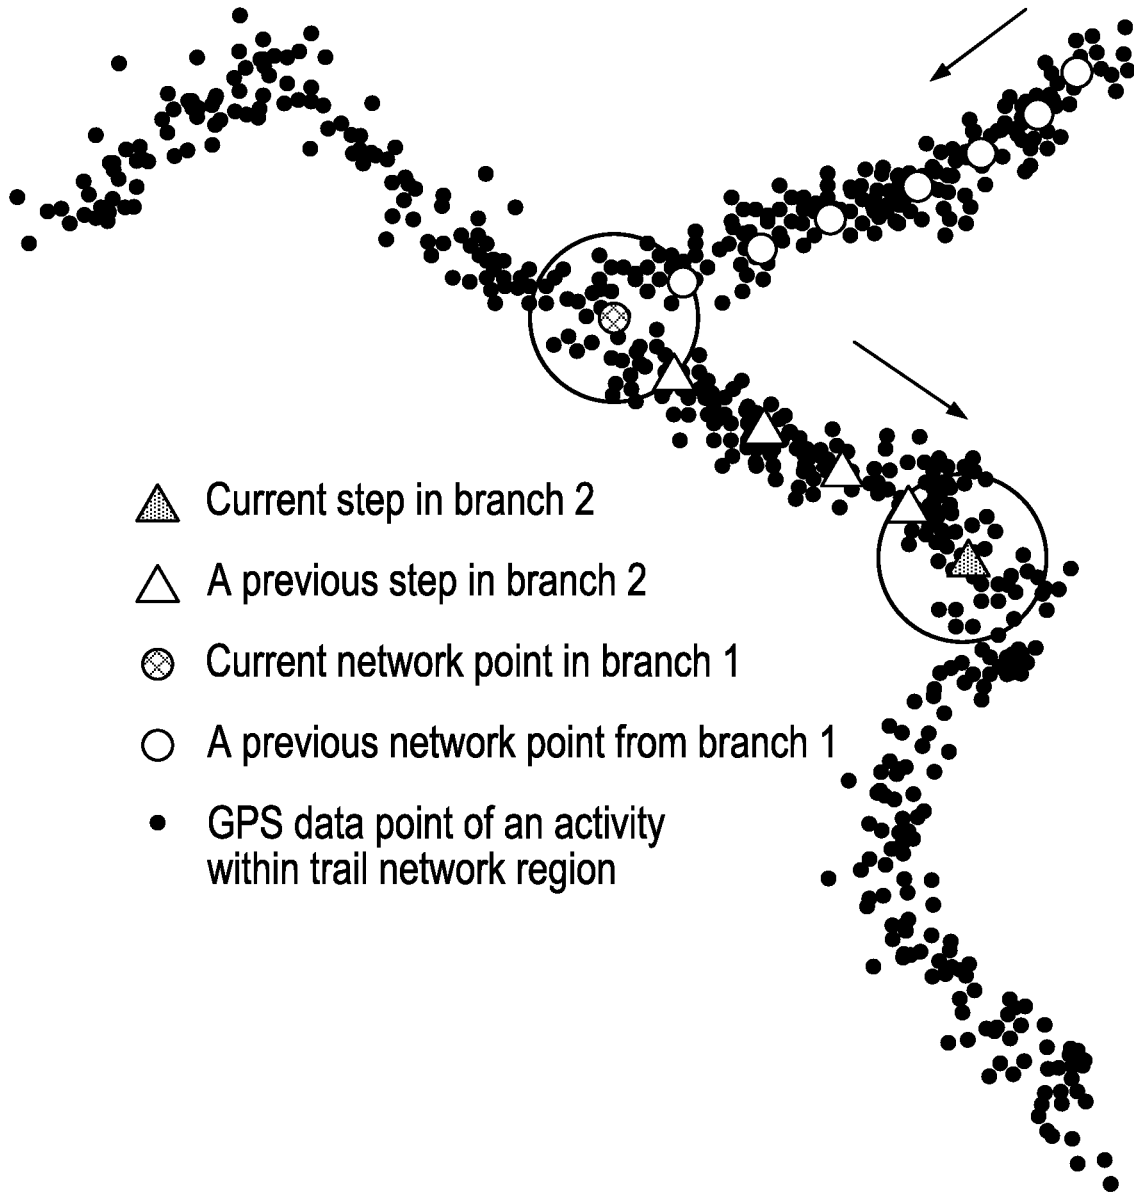 Current step in branch 2
A previous step in branch 2
Current network point in branch 1
A previous network point from branch 1
GPS data point of an activity
within trail network region